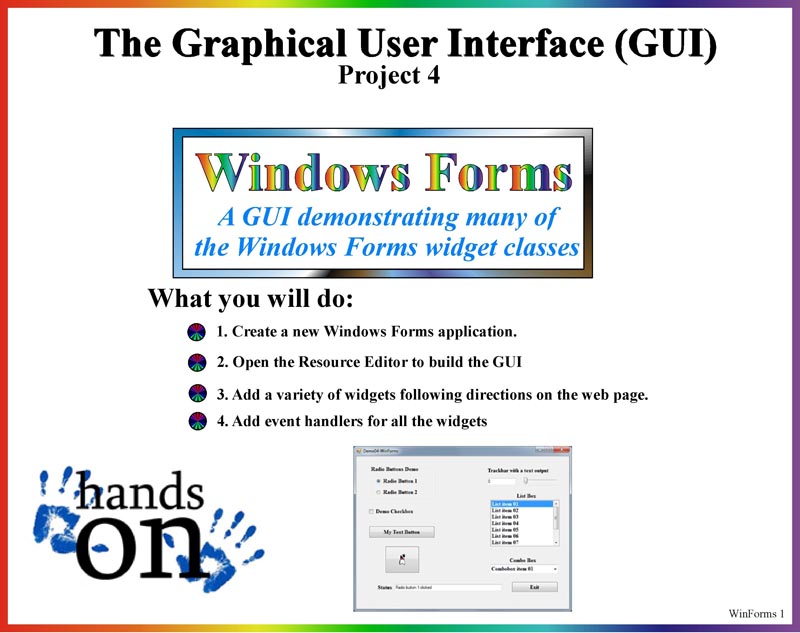 The Graphical User Interface (GUI)
Project 4
Windows Forms
A GUI demonstrating many of
the Windows Forms widget classes
What you will do:
1. Create a new Windows Forms application.
2. Open the Resource Editor to build the GUI
3. Add a variety of widgets following directions on the web page.
4. Add event handlers for all the widgets
hands
on
Demo04-WinForms
Radio Buttons Demo
Radio Button 1
Radio Button 2
Demo Checkbox
My Text Button
Trackbar with a text output
List Box
List item 01
List item 02
List item 03
List item 04
List item 05
List item 06
List item 07
Combo Box
Combobox item 01
Status
Radio button 1 clicked
Exit
WinForms 1